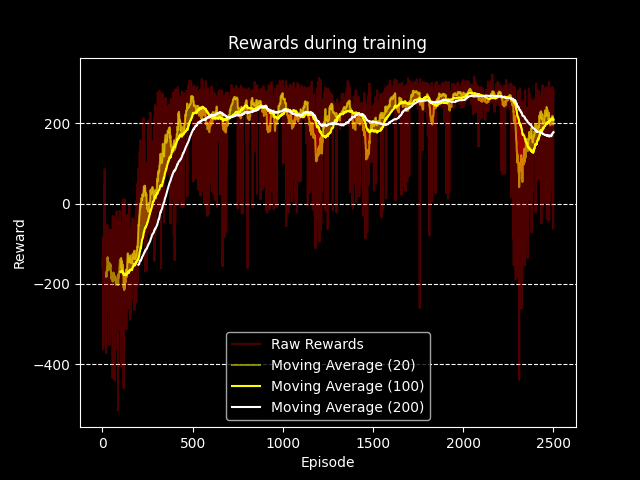 Rewards during training
Reward
200
0
−200
−400
Raw Rewards
Moving Average (20)
Moving Average (100)
Moving Average (200)
0 500 1000 1500 2000 2500
Episode